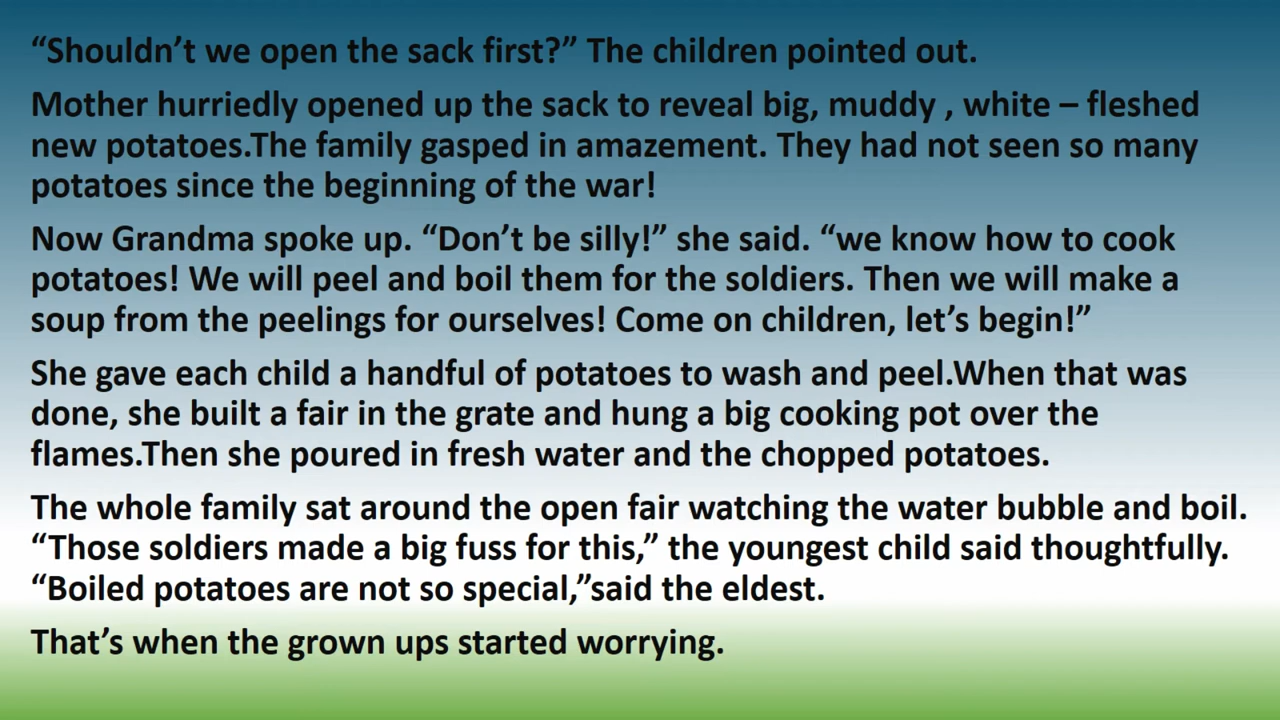 “Shouldn’t we open the sack first?” The children pointed out.
Mother hurriedly opened up the sack to reveal big, muddy , white – fleshed
new potatoes.The family gasped in amazement. They had not seen so many
potatoes since the beginning of the war!
Now Grandma spoke up. “Don’t be silly!” she said. “we know how to cook
potatoes! We will peel and boil them for the soldiers. Then we will make a
soup from the peelings for ourselves! Come on children, let’s begin!”
She gave each child a handful of potatoes to wash and peel.When that was
done, she built a fair in the grate and hung a big cooking pot over the
flames.Then she poured in fresh water and the chopped potatoes.
The whole family sat around the open fair watching the water bubble and boil.
“Those soldiers made a big fuss for this,” the youngest child said thoughtfully.
“Boiled potatoes are not so special,”said the eldest.
That’s when the grown ups started worrying.